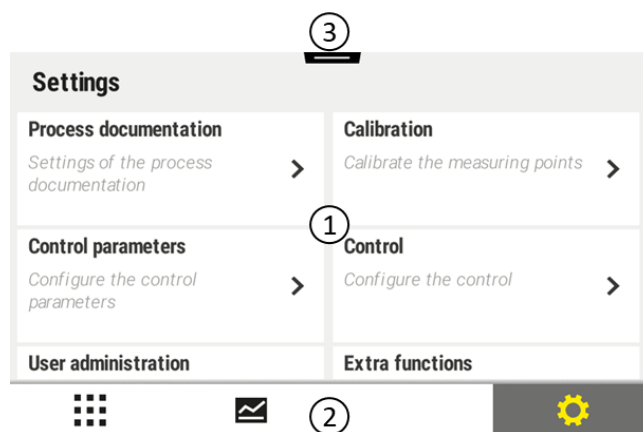 ③
Settings
Process documentation
Settings of the process
documentation
Calibration
Calibrate the measuring points
①
Control parameters
Configure the control
parameters
Control
Configure the control
User administration
Extra functions
②